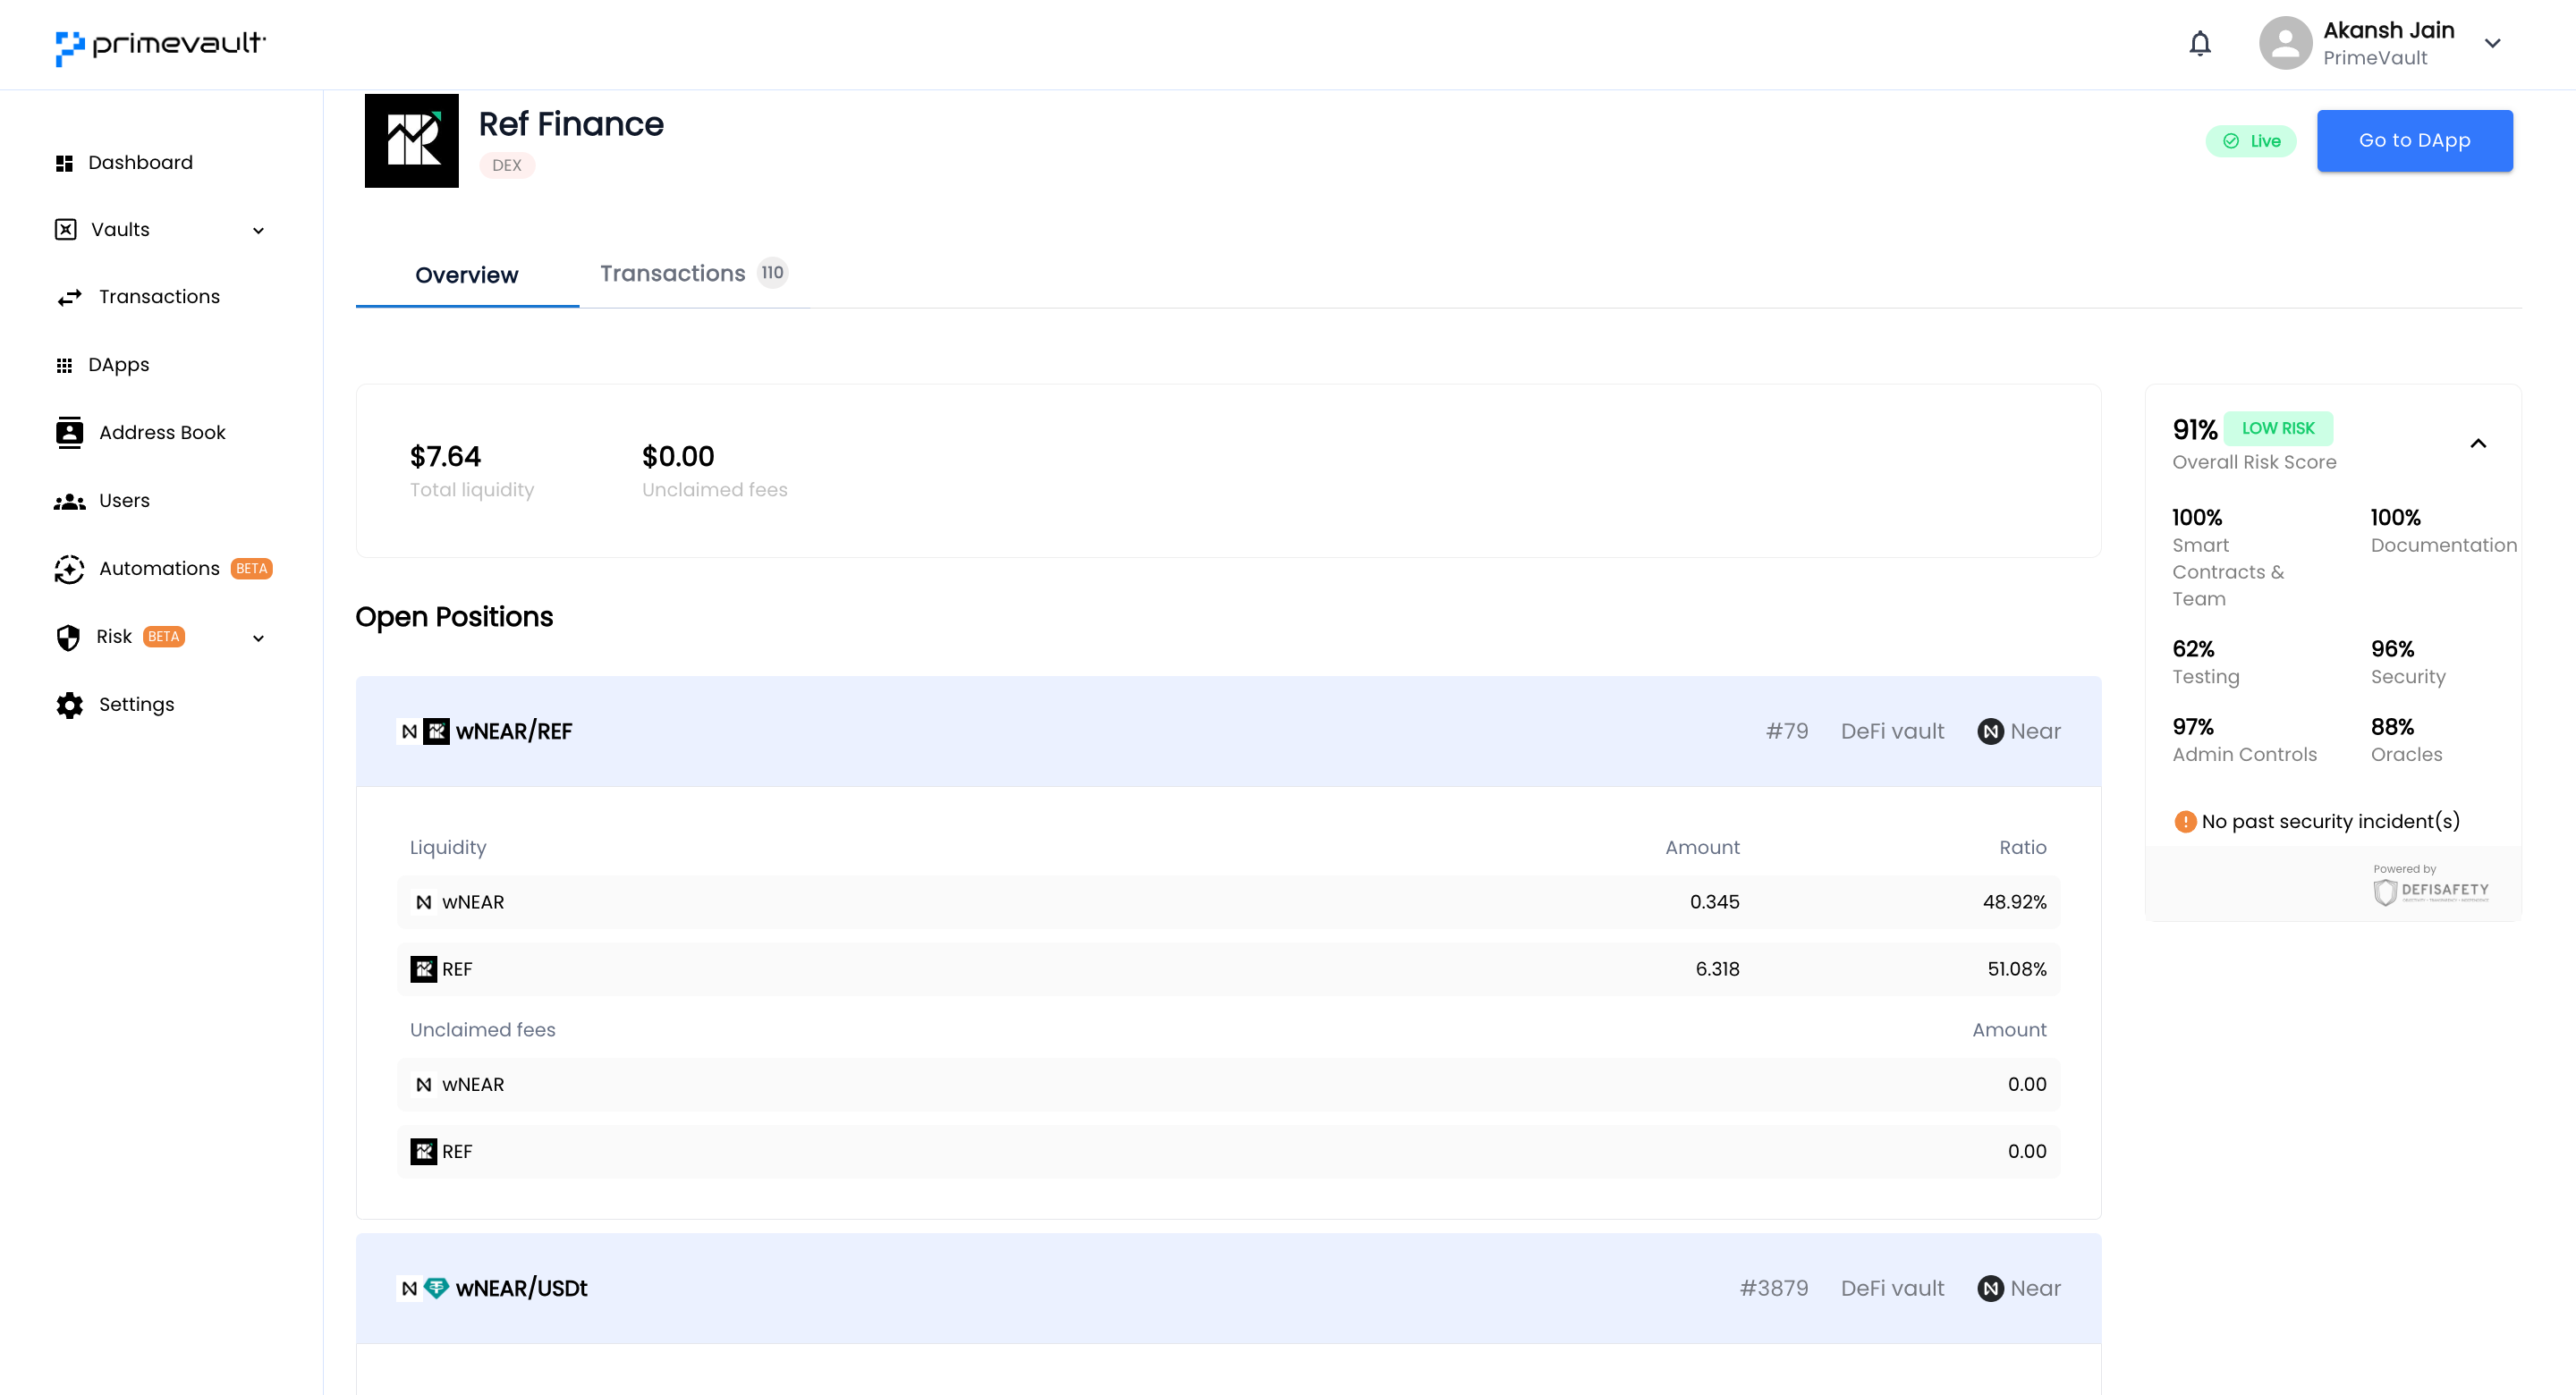 primevault
Akansh Jain
PrimeVault
Dashboard
Vaults
Transactions
DApps
Address Book
Users
Automations BETA
Risk BETA
Settings
Ref Finance
DEX
Live
Go to DApp
Overview
Transactions 110
$7.64
Total liquidity
$0.00
Unclaimed fees
Open Positions
wNEAR/REF #79 DeFi vault Near
Liquidity Amount Ratio
wNEAR 0.345 48.92%
REF 6.318 51.08%
Unclaimed fees Amount
wNEAR 0.00
REF 0.00
wNEAR/USDt #3879 DeFi vault Near
91% LOW RISK
Overall Risk Score
100%
Smart
Contracts &
Team
100%
Documentation
62%
Testing
96%
Security
97%
Admin Controls
88%
Oracles
No past security incident(s)
Powered by
DEFISAFETY